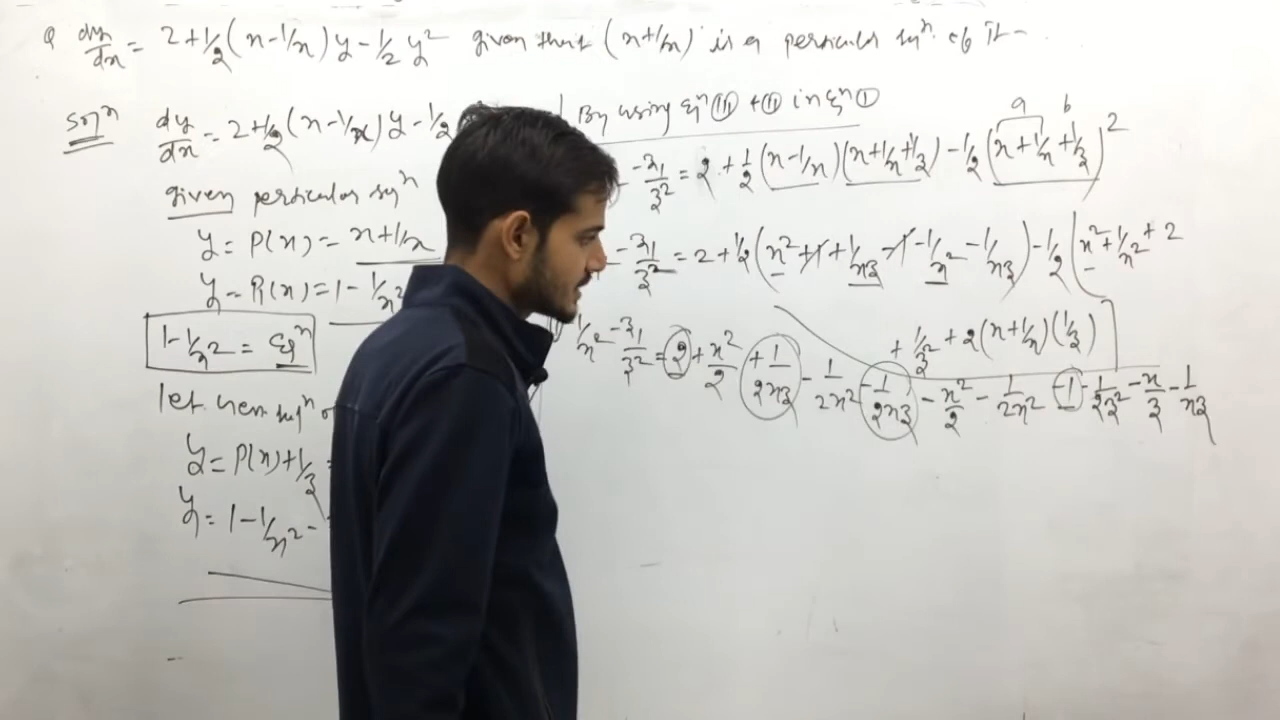 Q dy/dx = 2+1/2(x-1/x)y-1/2 y² given that (x+1/x) is a perticular solⁿ. of it-
Solⁿ dy/dx = 2+1/2(x-1/x)y-1/2
given perticular solⁿ
y = P(x) = x+1/x
y₁ = P₁(x) = 1-1/x²
1-1/x² = Eqⁿ
let
y = P(x)+1/z =
y₁ = 1-1/x² -
By using Eqⁿ (III) + (II) in Eqⁿ (I)
- z₁/z² = 2+1/2(x-1/x)(x+1/x+1/z)-1/2(x+1/x+1/z)²
a b
- z₁/z² = 2+1/2(x²+1+1/xz-1-1/x²-1/xz)-1/2(x²+1/x²+2
+1/z²+2(x+1/x)(1/z)
1/x² - z₁/z² = 2+x²/2+1/2xz-1/2x²-1/2xz-x²/2-1/2x²-1-1/2z²-x/z-1/xz